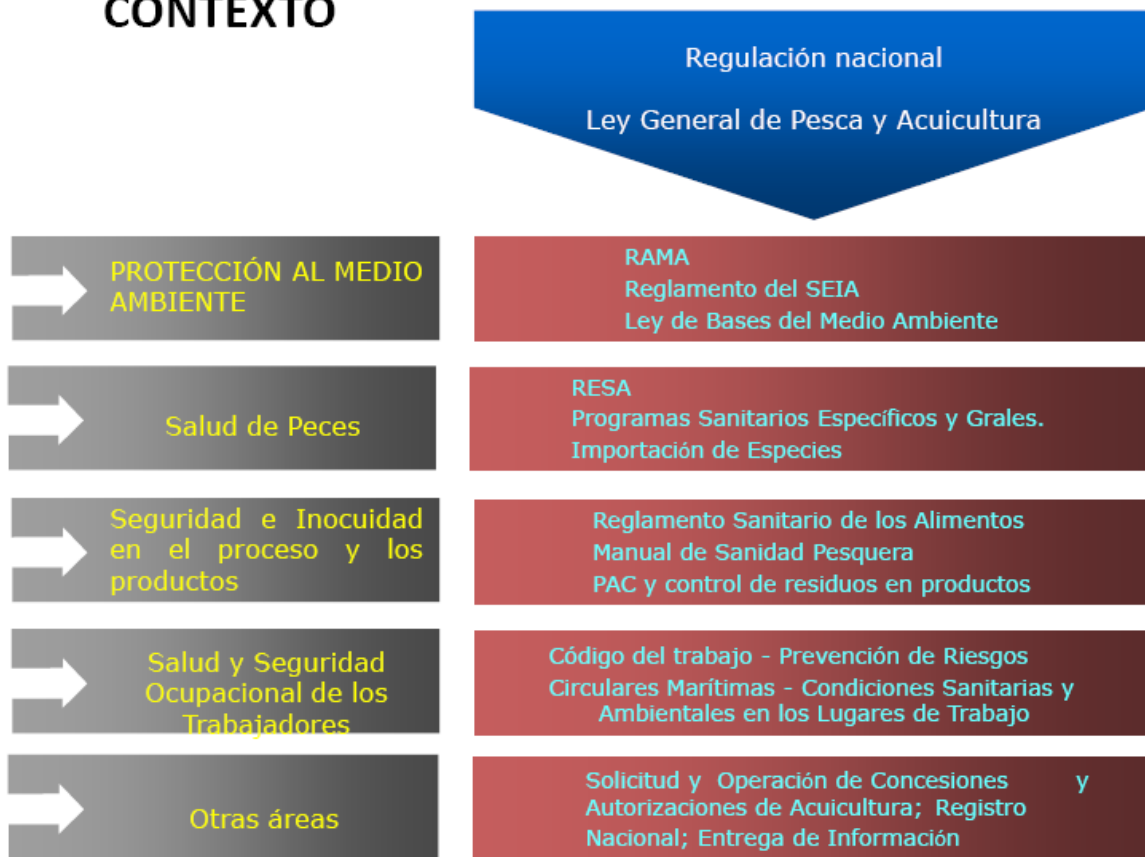 CONTEXTO
Regulación nacional
Ley General de Pesca y Acuicultura
PROTECCIÓN AL MEDIO
AMBIENTE
RAMA
Reglamento del SEIA
Ley de Bases del Medio Ambiente
Salud de Peces
RESA
Programas Sanitarios Específicos y Grales.
Importación de Especies
Seguridad e Inocuidad
en el proceso y los
productos
Reglamento Sanitario de los Alimentos
Manual de Sanidad Pesquera
PAC y control de residuos en productos
Salud y Seguridad
Ocupacional de los
Trabajadores
Código del trabajo - Prevención de Riesgos
Circulares Marítimas - Condiciones Sanitarias y
Ambientales en los Lugares de Trabajo
Otras áreas
Solicitud y Operación de Concesiones y
Autorizaciones de Acuicultura; Registro
Nacional; Entrega de Información